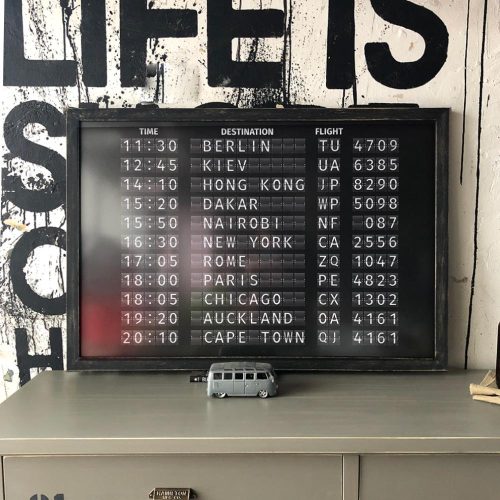 LIFE IS
S
O
H
TIME DESTINATION FLIGHT
11:30 BERLIN TU 4709
12:45 KIEV UA 6385
14:10 HONG KONG JP 8290
15:20 DAKAR WP 5098
15:50 NAIROBI NF 087
16:30 NEW YORK CA 2556
17:05 ROME ZQ 1047
18:00 PARIS PE 4823
18:05 CHICAGO CX 1302
19:20 AUCKLAND OA 4161
20:10 CAPE TOWN QJ 4161
HAMILTON